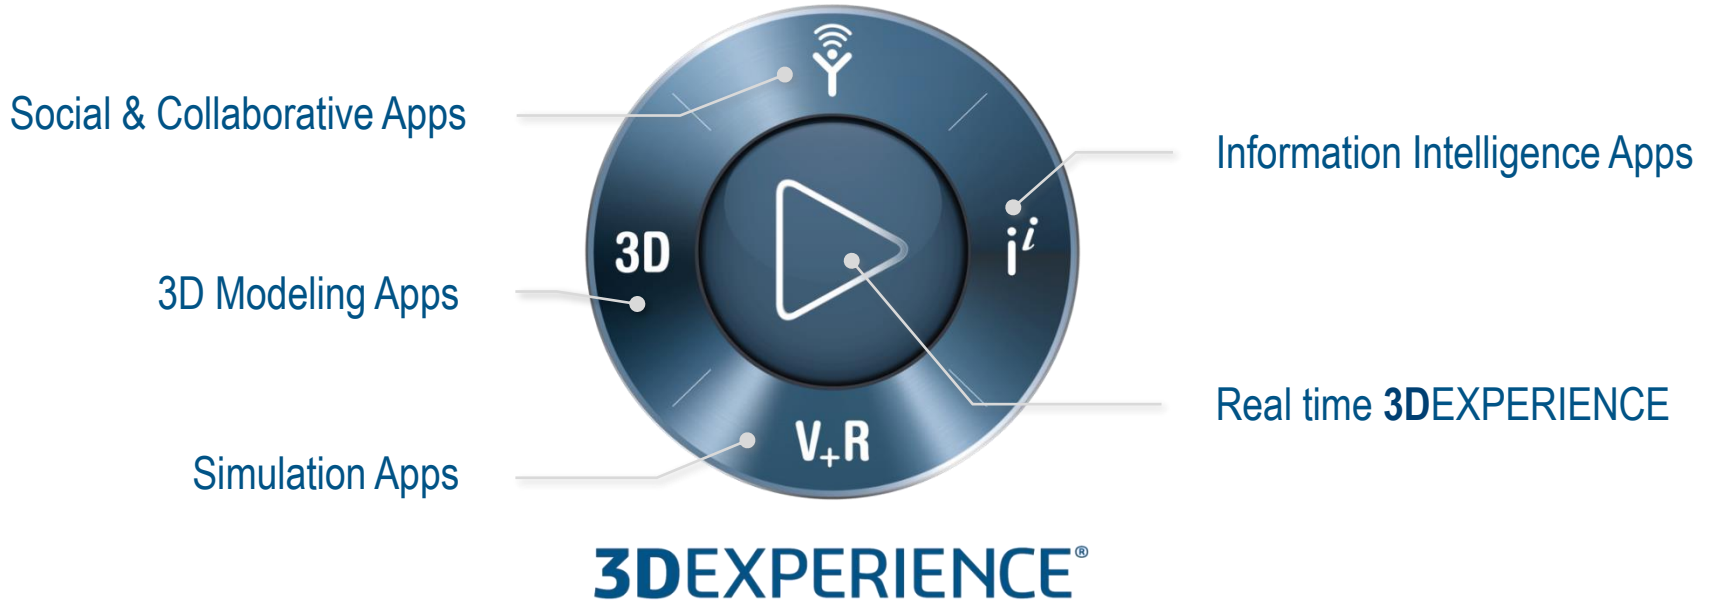 Social & Collaborative Apps
Information Intelligence Apps
3D
i i
3D Modeling Apps
Real time 3DEXPERIENCE
V+R
Simulation Apps
3DEXPERIENCE®